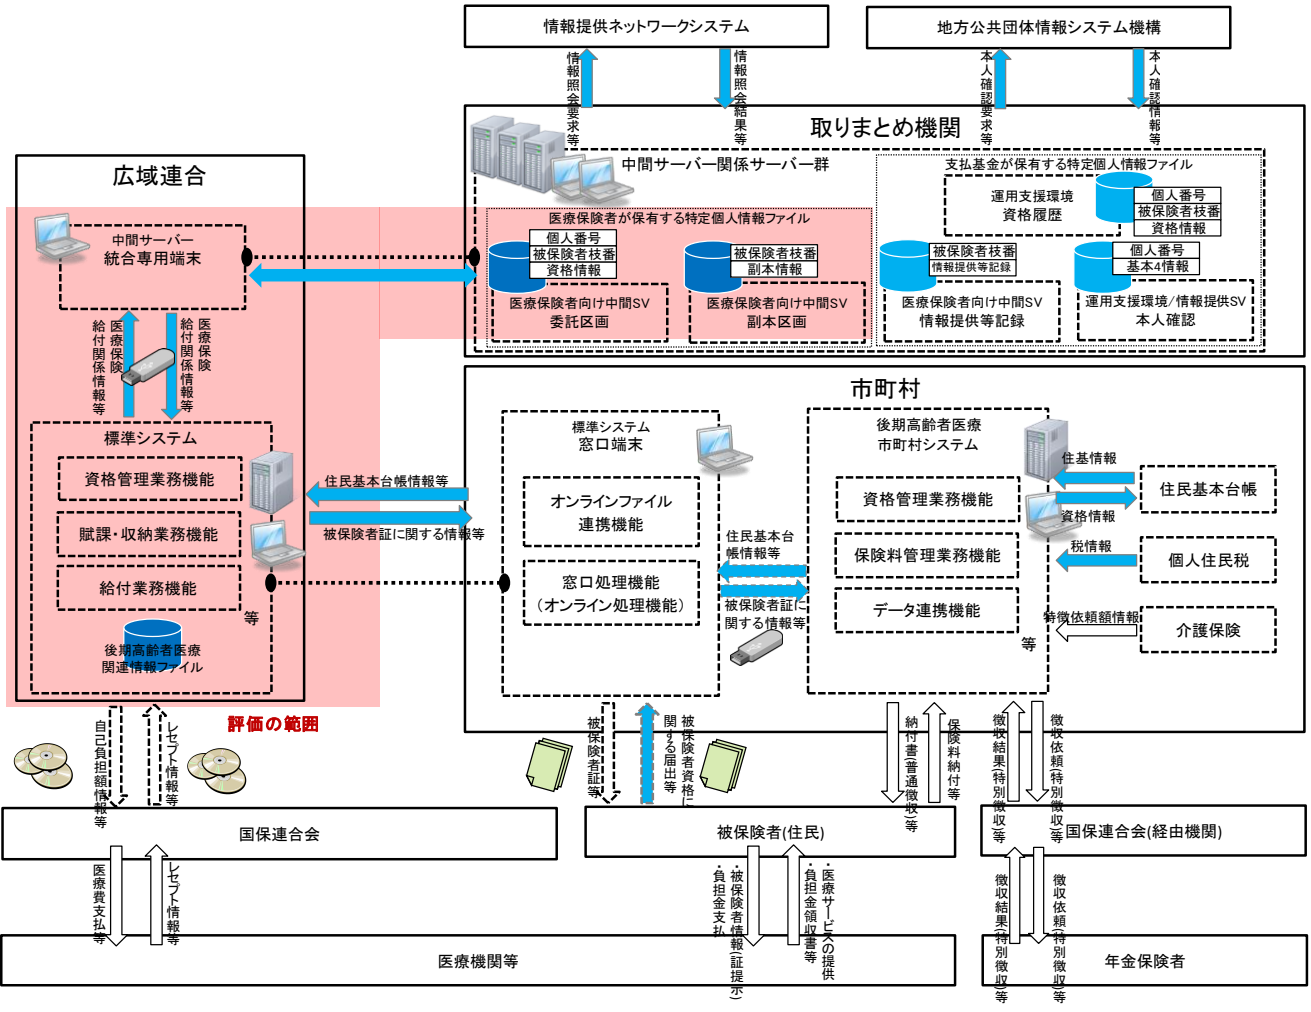 情報提供ネットワークシステム
地方公共団体情報システム機構
情報照会要求等
情報照会結果等
本人確認要求等
本人確認情報等
取りまとめ機関
中間サーバー関係サーバー群
支払基金が保有する特定個人情報ファイル
運用支援環境
資格履歴
個人番号
被保険者枝番
資格情報
医療保険者が保有する特定個人情報ファイル
個人番号
被保険者枝番
資格情報
医療保険者向け中間SV
委託区画
被保険者枝番
副本情報
医療保険者向け中間SV
副本区画
被保険者枝番
情報提供等記録
医療保険者向け中間SV
情報提供等記録
個人番号
基本4情報
運用支援環境/情報提供SV
本人確認
広域連合
中間サーバー
統合専用端末
医療保険
給付関係情報等
医療保険
給付関係情報等
標準システム
資格管理業務機能
賦課・収納業務機能
給付業務機能
等
後期高齢者医療
関連情報ファイル
評価の範囲
住民基本台帳情報等
被保険者証に関する情報等
市町村
標準システム
窓口端末
オンラインファイル
連携機能
窓口処理機能
（オンライン処理機能）
住民基本台
帳情報等
被保険者証に
関する情報等
後期高齢者医療
市町村システム
資格管理業務機能
保険料管理業務機能
データ連携機能
等
住基情報
資格情報
税情報
特徴依頼額情報
住民基本台帳
個人住民税
介護保険
自己負担額情報等
レセプト情報等
被保険者証等
被保険者資格に
関する届出等
納付書(普通徴収)等
保険料納付等
徴収結果(特別徴収)等
徴収依頼(特別徴収)等
国保連合会
被保険者(住民)
国保連合会(経由機関)
医療費支払等
レセプト情報等
・被保険者情報(証提示)
・負担金支払
・医療サービスの提供
・負担金領収書等
徴収結果(特別徴収)等
徴収依頼(特別徴収)等
医療機関等
年金保険者